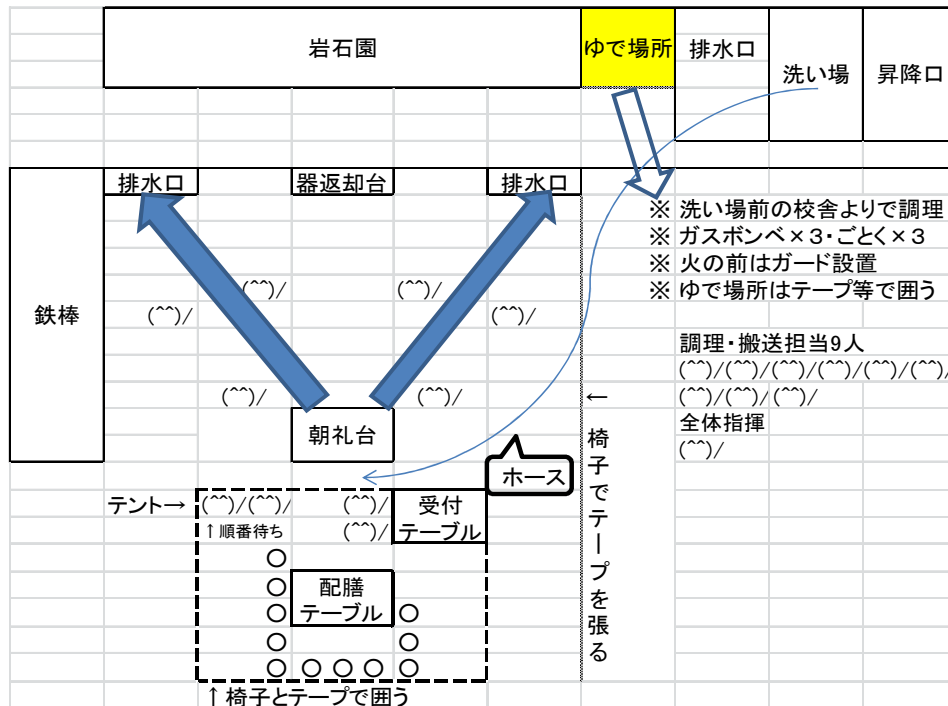 岩石園
ゆで場所
排水口
洗い場
昇降口
排水口
器返却台
排水口
※ 洗い場前の校舎よりで調理
※ ガスボンベ×3・ごとく×3
※ 火の前はガード設置
※ ゆで場所はテープ等で囲う
(^^)/
(^^)/
(^^)/
(^^)/
鉄棒
調理・搬送担当9人
(^^)/(^^)/(^^)/(^^)/(^^)/(^^)/
(^^)/
(^^)/
←
(^^)/(^^)/(^^)/
朝礼台
全体指揮
(^^)/
椅子でテープを張る
ホース
テント→
(^^)/(^^)/
(^^)/
受付
テーブル
↑順番待ち
(^^)/
○
○
配膳
テーブル
○
○
○
○
○
○○○○○
↑椅子とテープで囲う